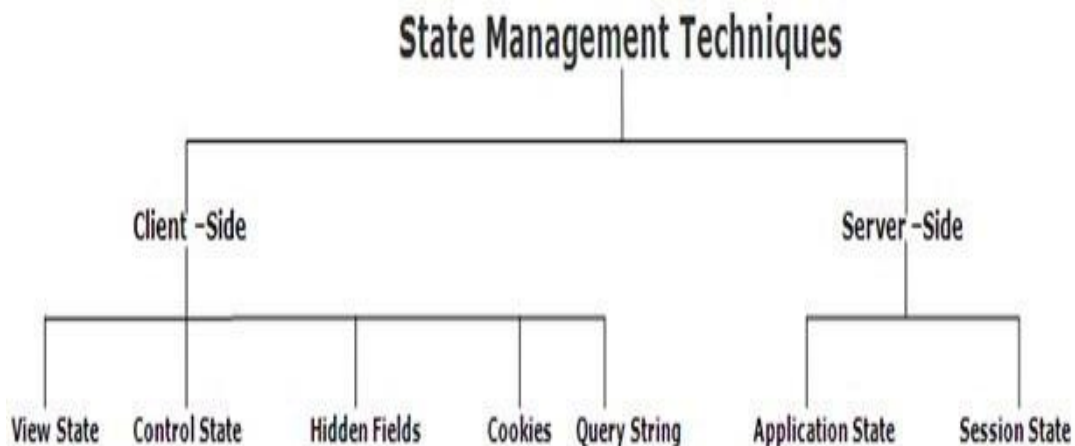 State Management Techniques
Client -Side
Server -Side
View State
Control State
Hidden Fields
Cookies
Query String
Application State
Session State